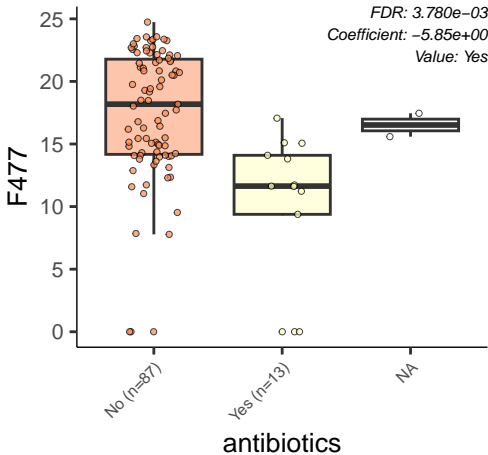 FDR: 3.780e−03
Coefficient: −5.85e+00
Value: Yes
25
20
15
10
5
0
F477
No (n=87)
Yes (n=13)
NA
antibiotics